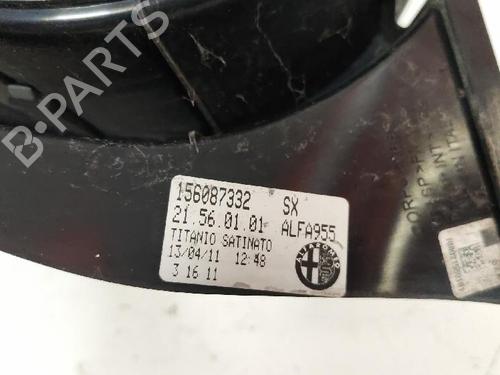 B-PARTS
156087332 SX
21.56.01.01 ALFA955
TITANIO SATINATO
13/04/11 12:48
3 16 11